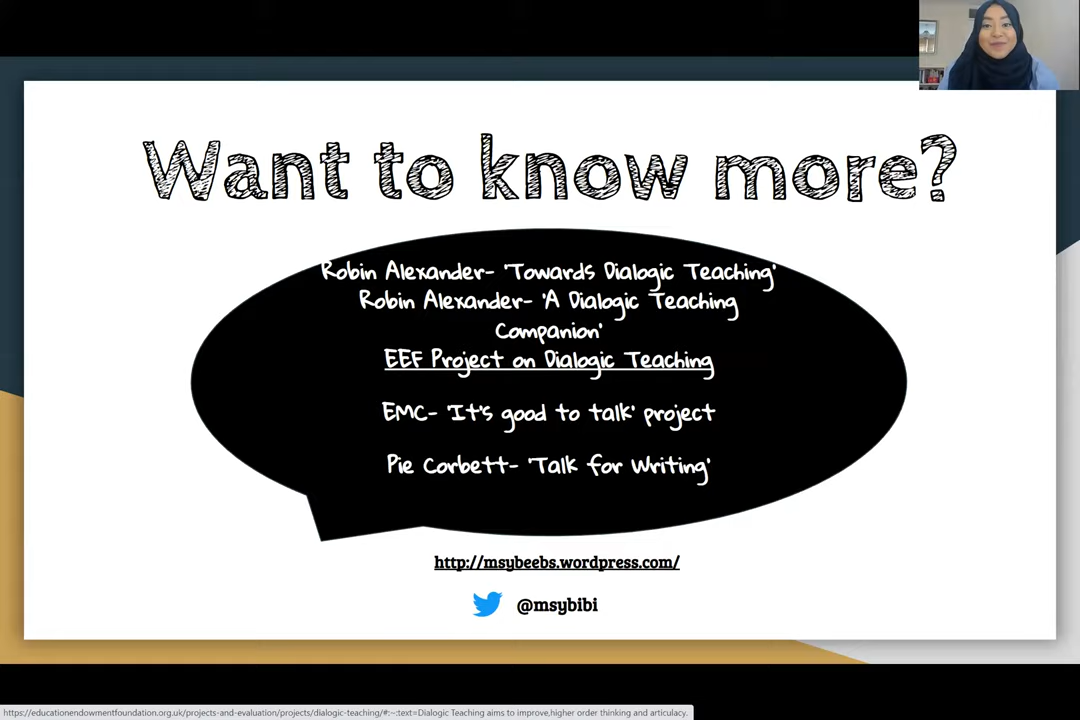 Want to know more?
Robin Alexander- 'Towards Dialogic Teaching'
Robin Alexander- 'A Dialogic Teaching
Companion'
EEF Project on Dialogic Teaching
EMC- 'It's good to talk' project
Pie Corbett- 'Talk for Writing'
http://msybeebs.wordpress.com/
@msybibi
https://educationendowmentfoundation.org.uk/projects-and-evaluation/projects/dialogic-teaching/#:~:text=Dialogic Teaching aims to improve,higher order thinking and articulacy.